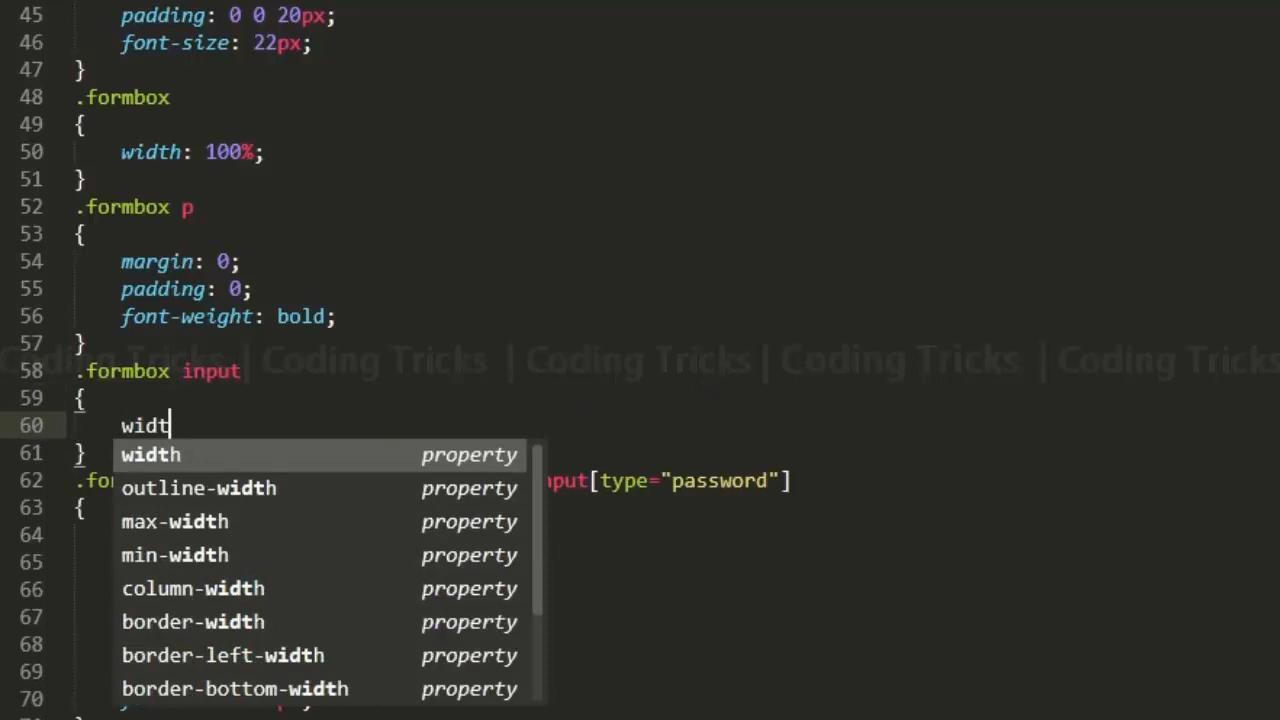 45 padding: 0 0 20px;
46 font-size: 22px;
47 }
48 .formbox
49 {
50 width: 100%;
51 }
52 .formbox p
53 {
54 margin: 0;
55 padding: 0;
56 font-weight: bold;
57 }
Coding Tricks | Coding Tricks | Coding Tricks | Coding Tricks | Coding Tricks
58 .formbox input
59 {
60 widt
61 }
width property
62 .for nput[type="password"]
63 {
outline-width property
64
max-width property
65
min-width property
66
column-width property
67
border-width property
68
69
border-left-width property
70
border-bottom-width property